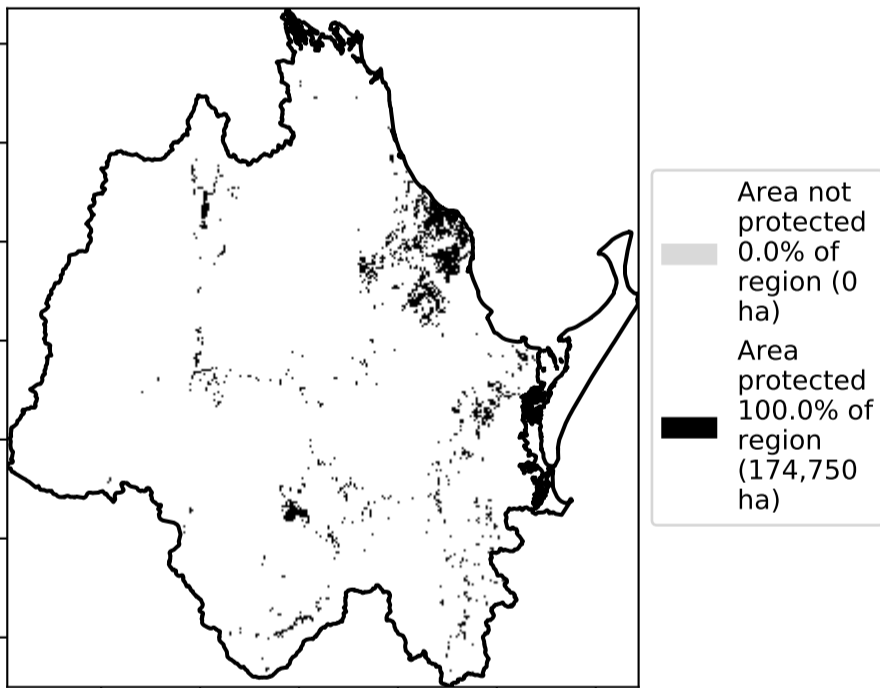 Area not
protected
0.0% of
region (0
ha)
Area
protected
100.0% of
region
(174,750
ha)